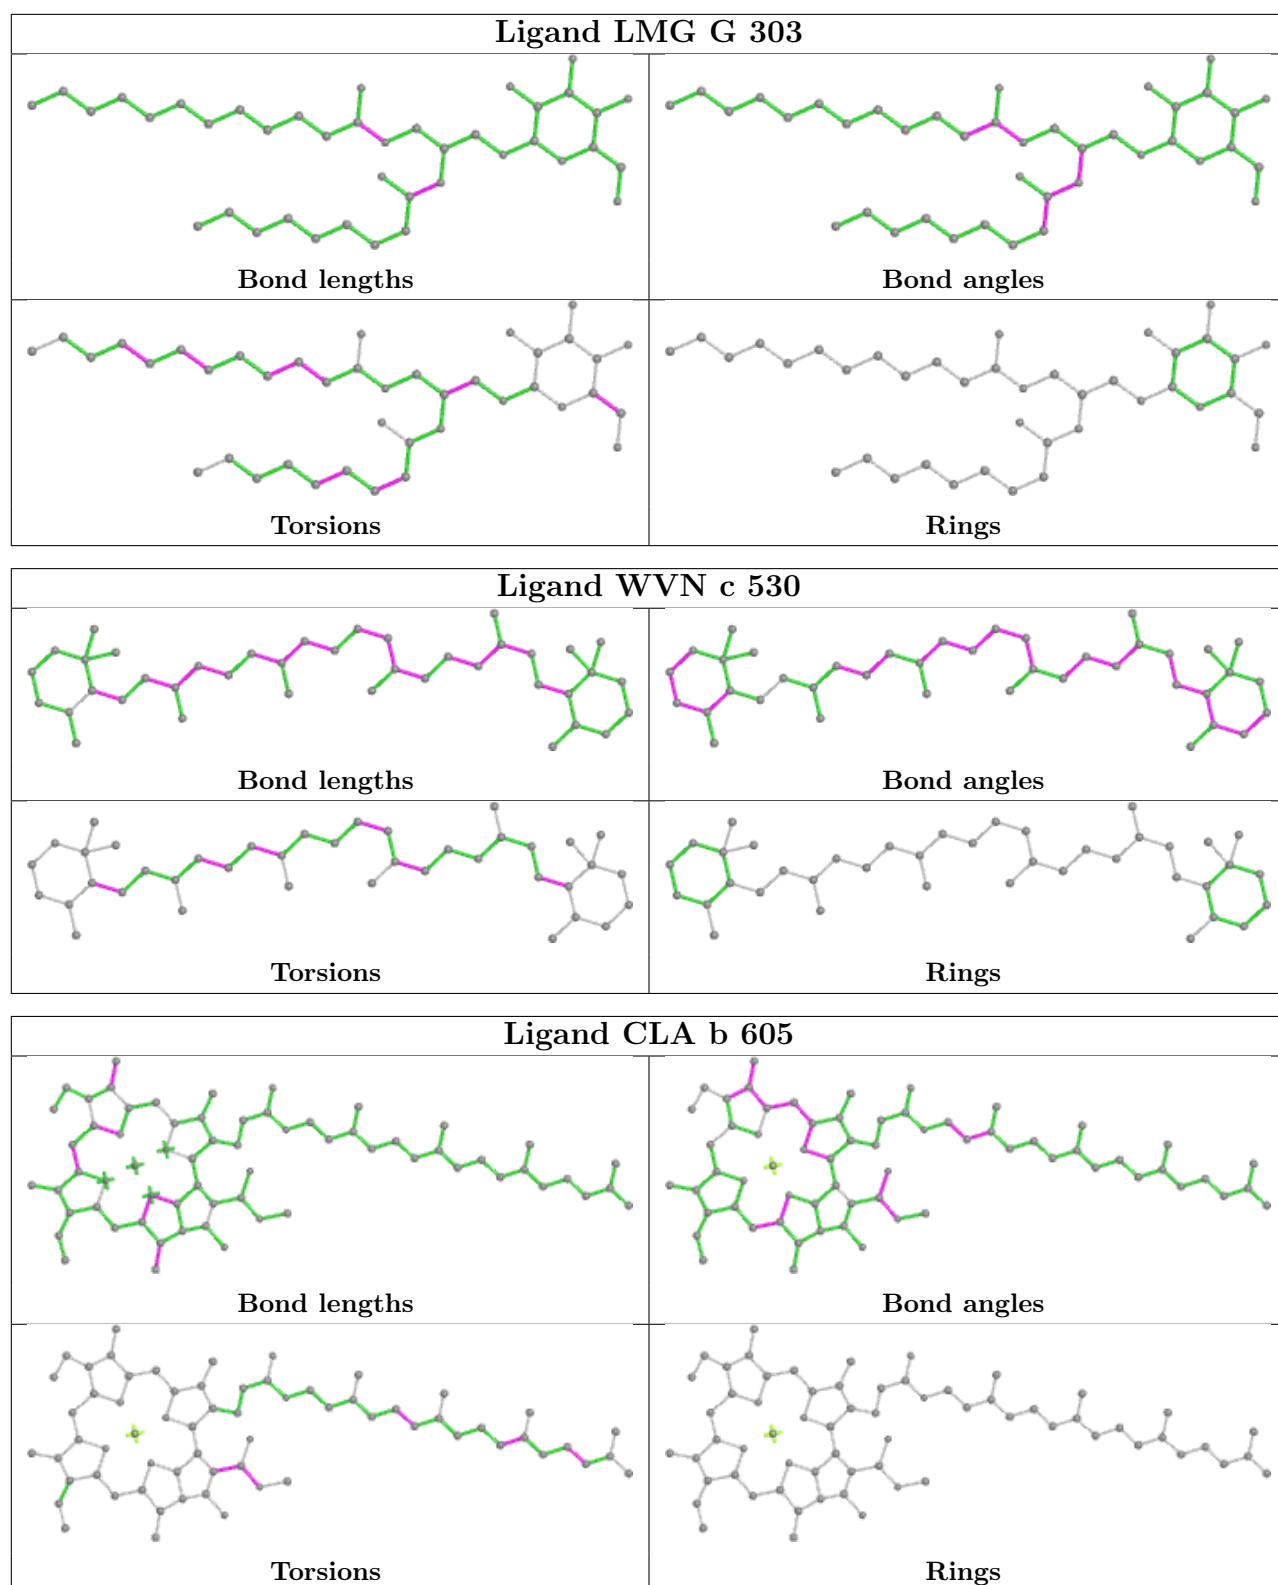 Ligand LMG G 303
Bond lengths
Bond angles
Torsions
Rings
Ligand WVN c 530
Bond lengths
Bond angles
Torsions
Rings
Ligand CLA b 605
Bond lengths
Bond angles
Torsions
Rings